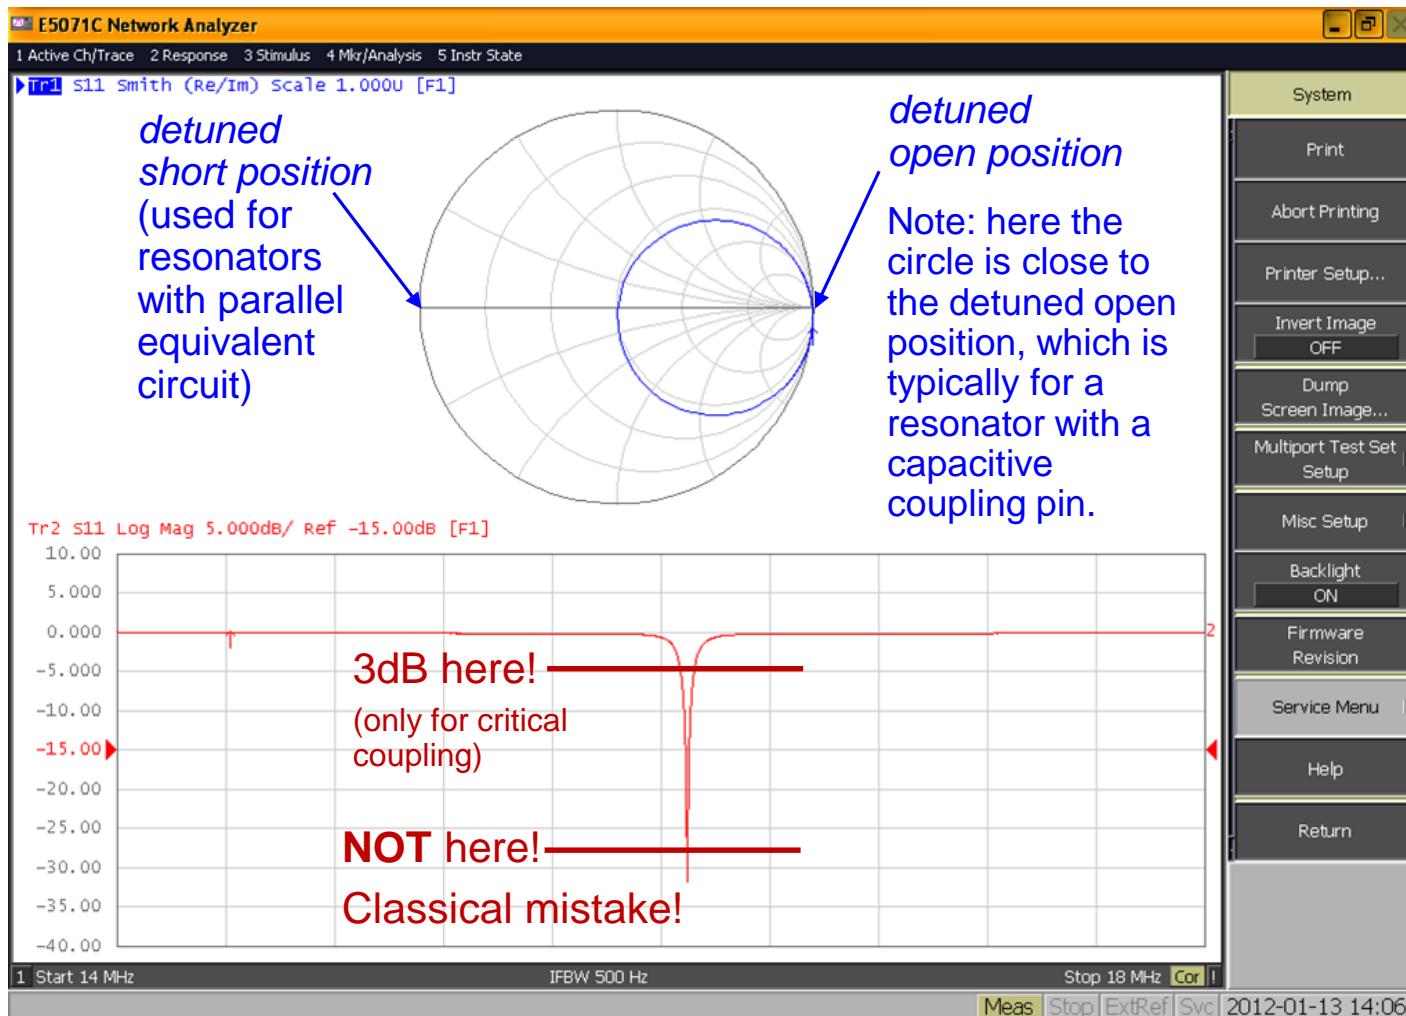 E5071C Network Analyzer
1 Active Ch/Trace 2 Response 3 Stimulus 4 Mkr/Analysis 5 Instr State
Tr1 S11 Smith (Re/Im) Scale 1.000U [F1]
detuned
short position
(used for
resonators
with parallel
equivalent
circuit)
detuned
open position
Note: here the
circle is close to
the detuned open
position, which is
typically for a
resonator with a
capacitive
coupling pin.
Tr2 S11 Log Mag 5.000dB/ Ref -15.00dB [F1]
10.00
5.000
0.000
-5.000
-10.00
-15.00
-20.00
-25.00
-30.00
-35.00
-40.00
2
3dB here!
(only for critical
coupling)
NOT here!
Classical mistake!
1 Start 14 MHz
IFBW 500 Hz
Stop 18 MHz Cor !
Meas Stop ExtRef Svc 2012-01-13 14:06
System
Print
Abort Printing
Printer Setup...
Invert Image
OFF
Dump
Screen Image...
Multiport Test Set
Setup
Misc Setup
Backlight
ON
Firmware
Revision
Service Menu
Help
Return